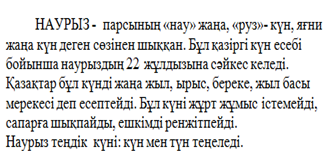 НАУРЫЗ - парсының «нау» жаңа, «руз»- күн, яғни
жаңа күн деген сөзінен шыққан. Бұл қазіргі күн есебі
бойынша наурыздың 22 жұлдызына сәйкес келеді.
Қазақтар бұл күнді жаңа жыл, ырыс, береке, жыл басы
мерекесі деп есептейді. Бұл күні жұрт жұмыс істемейді,
сапарға шықпайды, ешкімді ренжітпейді.
Наурыз теңдік күні: күн мен түн теңеледі.